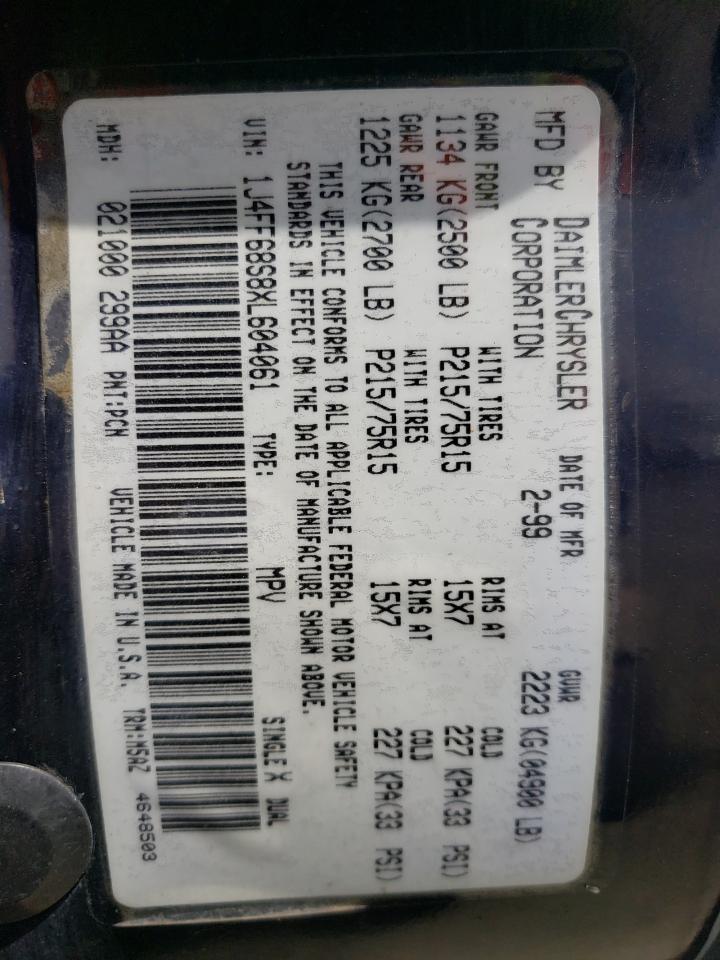 MFD BY DAIMLERCHRYSLER CORPORATION DATE OF MFR 2-99 GVWR 2223 KG(04900 LB)
GAWR FRONT WITH TIRES RIMS AT COLD
1134 KG(2500 LB) P215/75R15 15X7 227 KPA(33 PSI)
GAWR REAR WITH TIRES RIMS AT COLD
1225 KG(2700 LB) P215/75R15 15X7 227 KPA(33 PSI)
THIS VEHICLE CONFORMS TO ALL APPLICABLE FEDERAL MOTOR VEHICLE SAFETY
STANDARDS IN EFFECT ON THE DATE OF MANUFACTURE SHOWN ABOVE.
VIN: 1J4FF68S8XL604061 TYPE: MPV SINGLE X DUAL
MDH: 021000 299AA PNT:PCN VEHICLE MADE IN U.S.A. TRM:M5AZ 4648503